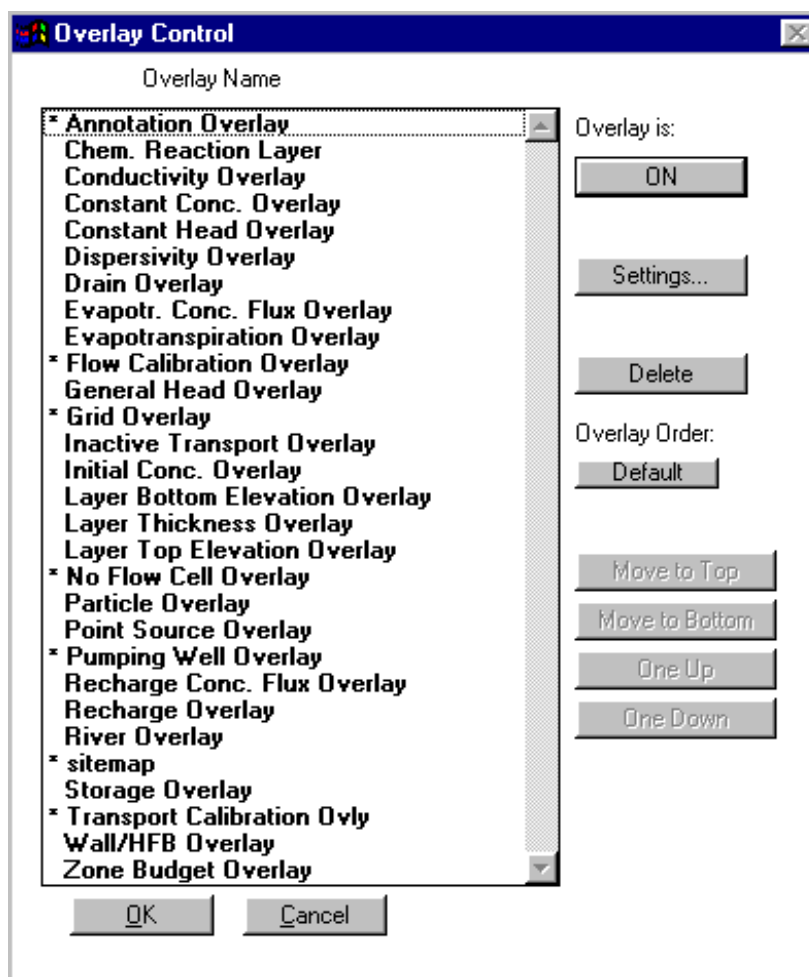 Overlay Control
Overlay Name
* Annotation Overlay
Chem. Reaction Layer
Conductivity Overlay
Constant Conc. Overlay
Constant Head Overlay
Dispersivity Overlay
Drain Overlay
Evapotr. Conc. Flux Overlay
Evapotranspiration Overlay
* Flow Calibration Overlay
General Head Overlay
* Grid Overlay
Inactive Transport Overlay
Initial Conc. Overlay
Layer Bottom Elevation Overlay
Layer Thickness Overlay
Layer Top Elevation Overlay
* No Flow Cell Overlay
Particle Overlay
Point Source Overlay
* Pumping Well Overlay
Recharge Conc. Flux Overlay
Recharge Overlay
River Overlay
* sitemap
Storage Overlay
* Transport Calibration Ovly
Wall/HFB Overlay
Zone Budget Overlay
Overlay is:
ON
Settings...
Delete
Overlay Order:
Default
Move to Top
Move to Bottom
One Up
One Down
OK
Cancel